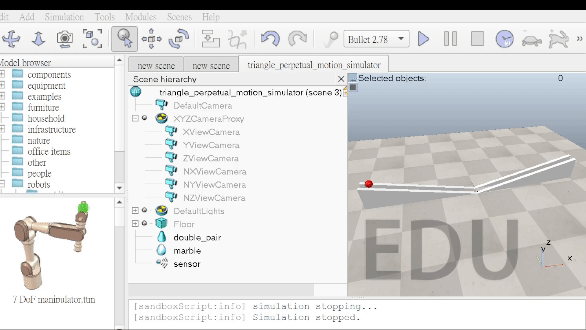 dit Add Simulation Tools Modules Scenes Help
Bullet 2.78
Model browser
components
equipment
examples
furniture
household
infrastructure
nature
office items
other
people
robots
7 DoF manipulator.ttm
new scene new scene triangle_perpetual_motion_simulator
Scene hierarchy
triangle_perpetual_motion_simulator (scene 3)
DefaultCamera
XYZCameraProxy
XViewCamera
YViewCamera
ZViewCamera
NXViewCamera
NYViewCamera
NZViewCamera
DefaultLights
Floor
double_pair
marble
sensor
Selected objects: 0
EDU
z
y
x
[sandboxScript:info] simulation stopping...
[sandboxScript:info] Simulation stopped.